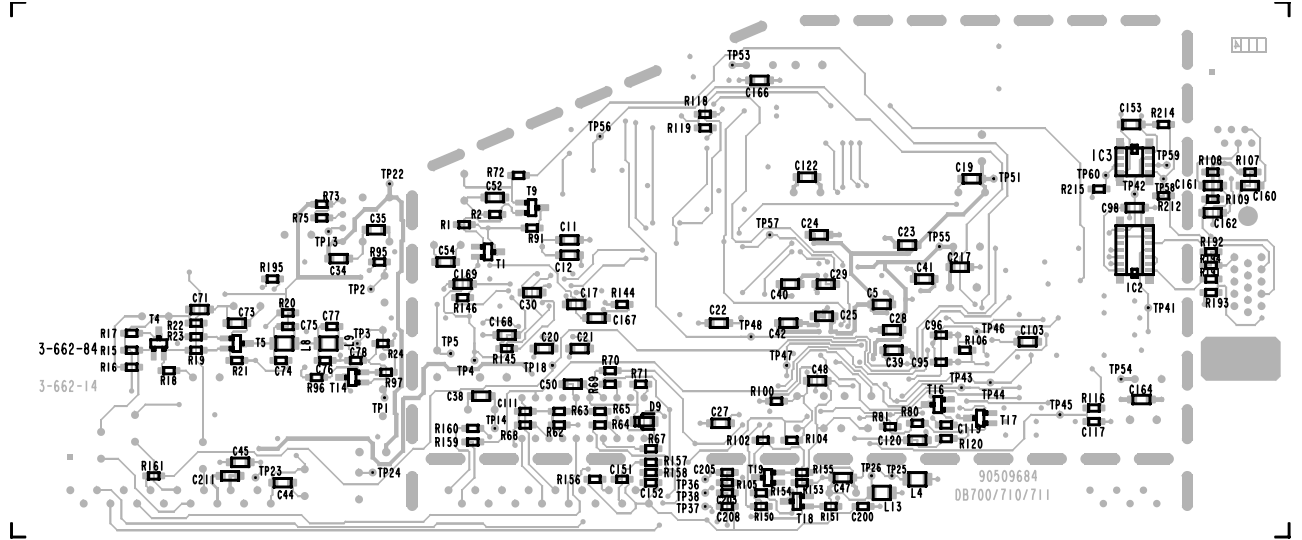 TP53
C166
R118
R119
TP56
C153
R214
IC3
TP59
TP60
R215
TP42
TP58
R212
C98
R108
R107
C161
C160
R109
C162
C122
C19
TP51
TP22
R72
C52
T9
R2
R1
R91
C11
C12
T1
C54
C169
R146
C30
C17
R144
C167
R73
R75
C35
TP13
C34
R95
TP2
R195
TP57
C24
C23
TP55
C217
C41
C40
C29
C5
C25
C28
C42
C22
TP48
C39
C96
TP46
R106
C95
C103
IC2
TP41
R192
R193
C71
T4
R17
R22
R23
C73
R20
C75
C77
TP3
L8
L9
3-662-84
R15
R16
R18
R19
T5
R21
C74
C76
C78
R24
R96
T14
R97
TP1
3-662-14
C168
R145
C20
C21
TP5
TP4
TP18
C50
R70
R69
R71
TP47
C48
R100
TP43
TP44
TP54
C164
TP45
R116
C117
C38
C111
TP14
R160
R159
R68
R63
R62
R65
R64
D9
R67
C27
R102
R104
R81
R80
T16
T17
C119
C120
R120
C45
C211
TP23
C44
TP24
R161
R157
R158
R156
C151
C152
C205
TP36
TP38
TP37
R105
T19
R154
R155
R153
C47
TP26
TP25
L4
L13
C203
C208
R150
T18
R151
C200
90509684
DB700/710/711